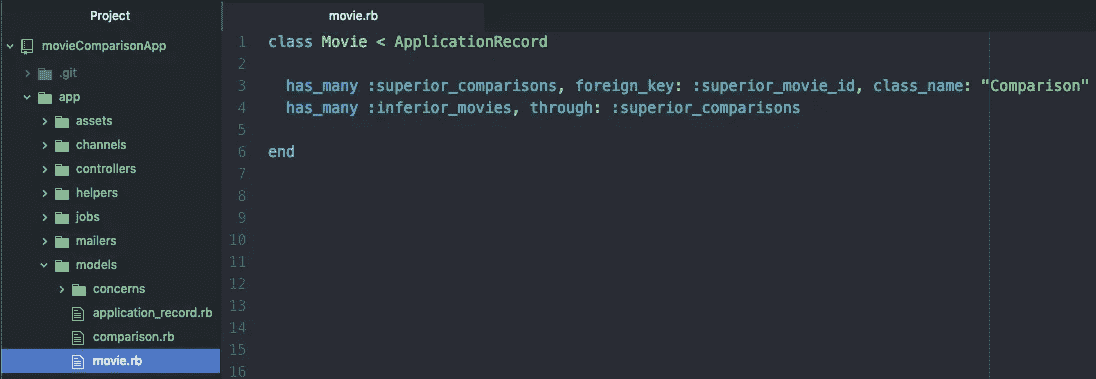 Project
movieComparisonApp
.git
app
assets
channels
controllers
helpers
jobs
mailers
models
concerns
application_record.rb
comparison.rb
movie.rb
movie.rb
1 class Movie < ApplicationRecord
2
3   has_many :superior_comparisons, foreign_key: :superior_movie_id, class_name: "Comparison"
4   has_many :inferior_movies, through: :superior_comparisons
5
6 end
7
8
9
10
11
12
13
14
15
16